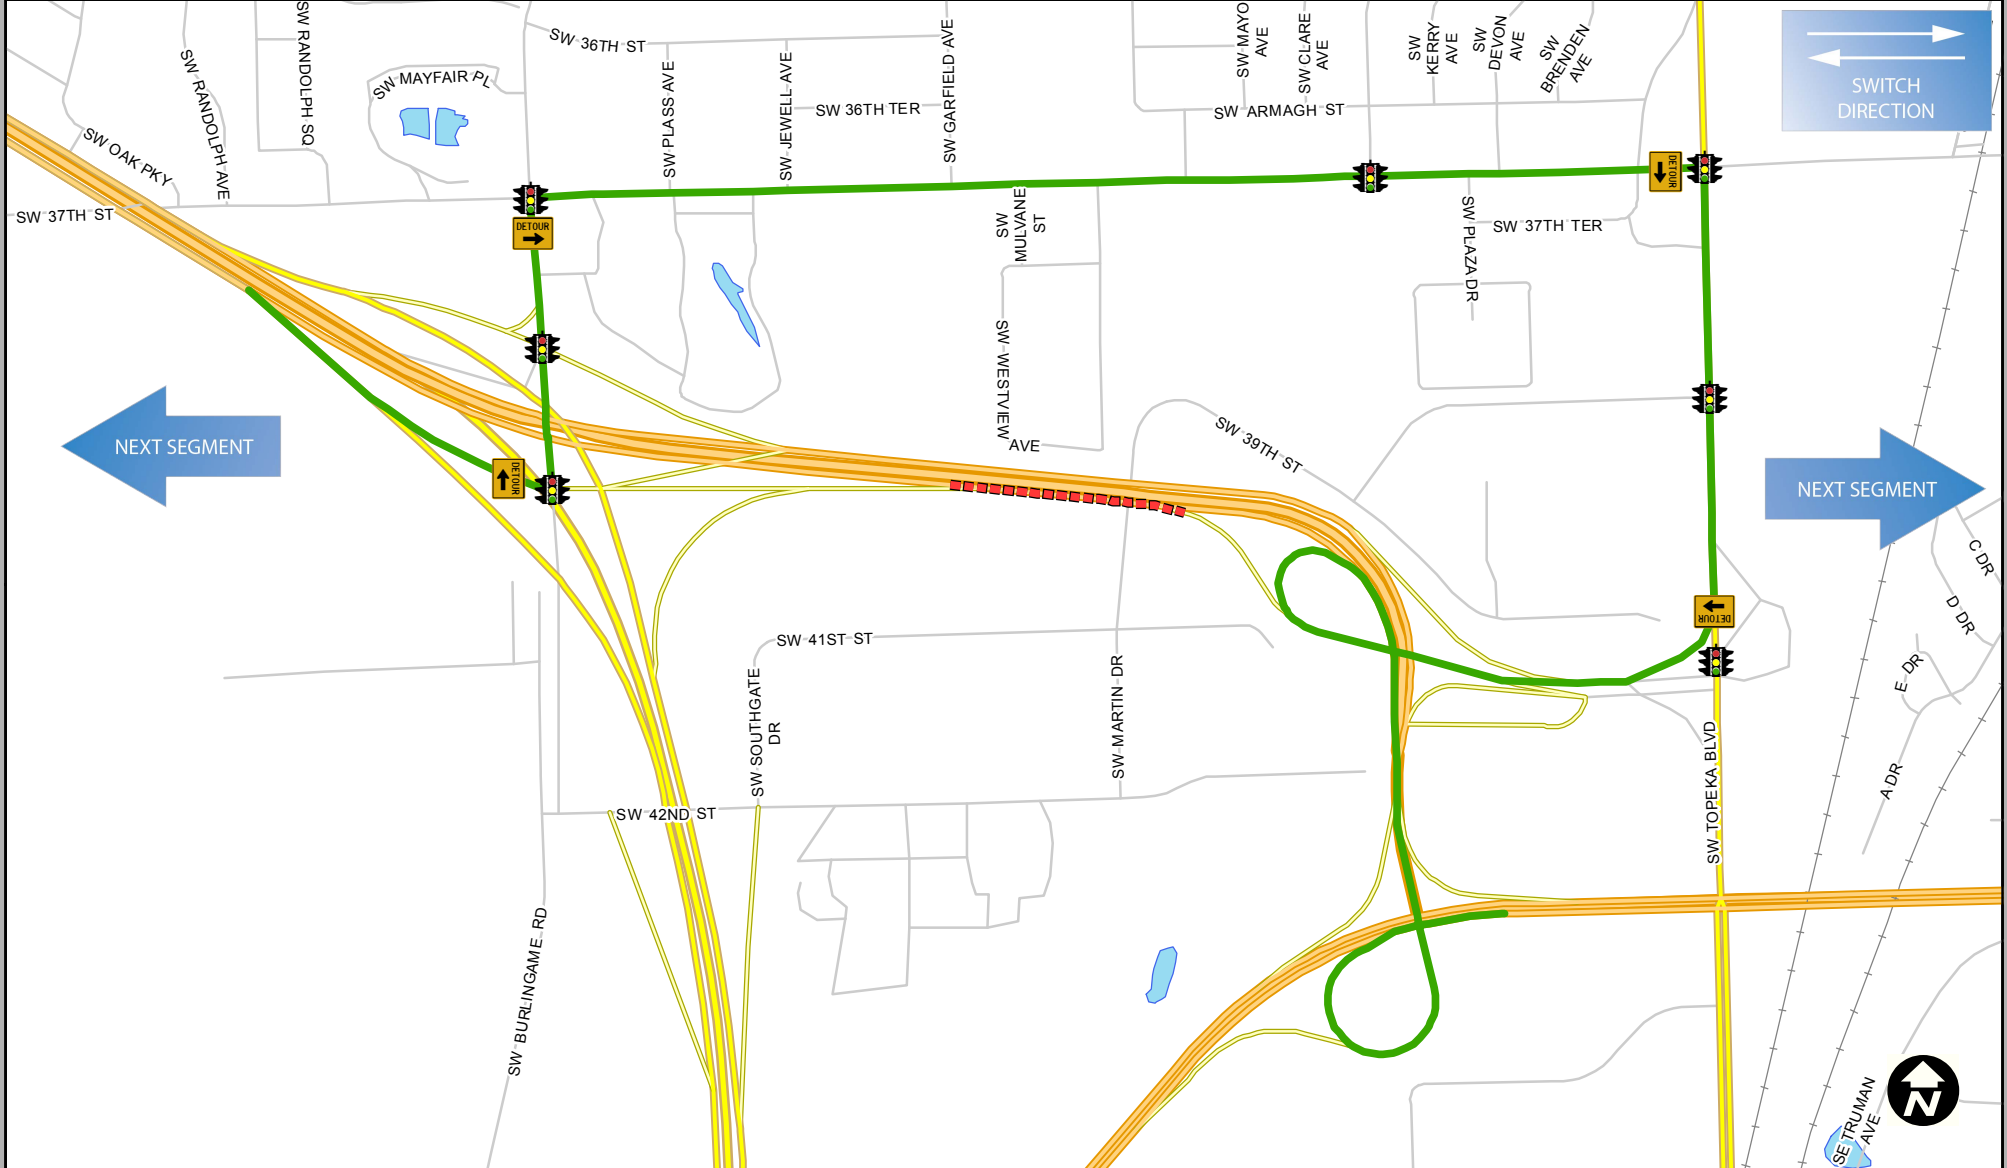 SW RANDOLPH SQ
SW RANDOLPH AVE
SW 36TH ST
SW MAYFAIR PL
SW PLASS AVE
SW JEWELL AVE
SW GARFIELD AVE
SW 36TH TER
SW MAYO
AVE
SW CLARE
AVE
SW
KERRY
AVE
SW
DEVON
AVE
SW
BRENDEN
AVE
SWITCH
DIRECTION
SW ARMAGH ST
SW OAK PKY
SW 37TH ST
DETOUR
DETOUR
SW
MULVANE
ST
SW PLAZA DR
SW 37TH TER
SW WESTVIEW
AVE
SW 39TH ST
NEXT SEGMENT
DETOUR
NEXT SEGMENT
C DR
D DR
E DR
A DR
DETOUR
SW 41ST ST
SW SOUTHGATE
DR
SW MARTIN DR
SW TOPEKA BLVD
SW 42ND ST
SW BURLINGAME RD
SE TRUMAN
AVE
N